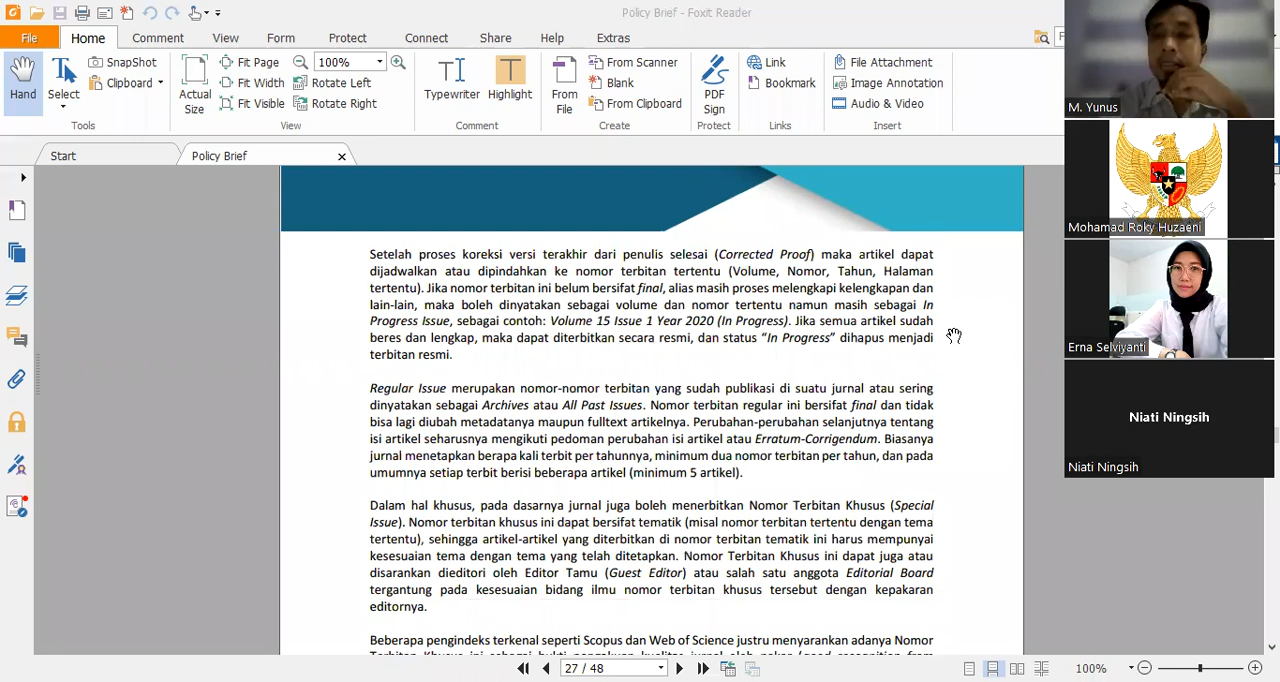 Policy Brief - Foxit Reader
File Home Comment View Form Protect Connect Share Help Extras
Hand
Select
SnapShot
Clipboard
Tools
Actual
Size
Fit Page
Fit Width
Fit Visible
100%
Rotate Left
Rotate Right
View
Typewriter
Highlight
Comment
From
File
From Scanner
Blank
From Clipboard
Create
PDF
Sign
Protect
Link
Bookmark
Links
File Attachment
Image Annotation
Audio & Video
Insert
Start
Policy Brief
Setelah proses koreksi versi terakhir dari penulis selesai (Corrected Proof) maka artikel dapat
dijadwalkan atau dipindahkan ke nomor terbitan tertentu (Volume, Nomor, Tahun, Halaman
tertentu). Jika nomor terbitan ini belum bersifat final, alias masih proses melengkapi kelengkapan dan
lain-lain, maka boleh dinyatakan sebagai volume dan nomor tertentu namun masih sebagai In
Progress Issue, sebagai contoh: Volume 15 Issue 1 Year 2020 (In Progress). Jika semua artikel sudah
beres dan lengkap, maka dapat diterbitkan secara resmi, dan status “In Progress” dihapus menjadi
terbitan resmi.
Regular Issue merupakan nomor-nomor terbitan yang sudah publikasi di suatu jurnal atau sering
dinyatakan sebagai Archives atau All Past Issues. Nomor terbitan regular ini bersifat final dan tidak
bisa lagi diubah metadatanya maupun fulltext artikelnya. Perubahan-perubahan selanjutnya tentang
isi artikel seharusnya mengikuti pedoman perubahan isi artikel atau Erratum-Corrigendum. Biasanya
jurnal menetapkan berapa kali terbit per tahunnya, minimum dua nomor terbitan per tahun, dan pada
umumnya setiap terbit berisi beberapa artikel (minimum 5 artikel).
Dalam hal khusus, pada dasarnya jurnal juga boleh menerbitkan Nomor Terbitan Khusus (Special
Issue). Nomor terbitan khusus ini dapat bersifat tematik (misal nomor terbitan tertentu dengan tema
tertentu), sehingga artikel-artikel yang diterbitkan di nomor terbitan tematik ini harus mempunyai
kesesuaian tema dengan tema yang telah ditetapkan. Nomor Terbitan Khusus ini dapat juga atau
disarankan dieditori oleh Editor Tamu (Guest Editor) atau salah satu anggota Editorial Board
tergantung pada kesesuaian bidang ilmu nomor terbitan khusus tersebut dengan kepakaran
editornya.
Beberapa pengindeks terkenal seperti Scopus dan Web of Science justru menyarankan adanya Nomor
27 / 48
100%
M. Yunus
Mohamad Roky Huzaeni
Erna Selviyanti
Niati Ningsih
Niati Ningsih